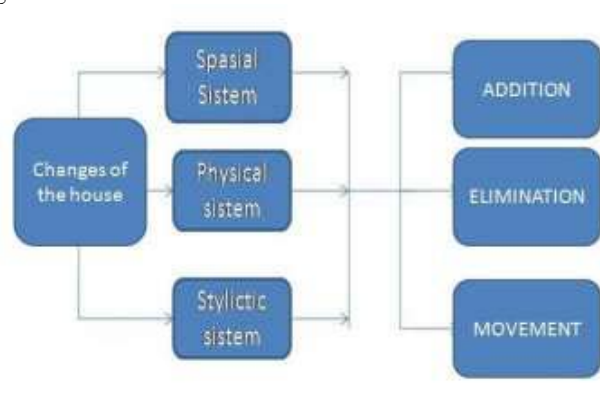 Changes of
the house
Spasial
Sistem
Physical
sistem
Stylictic
sistem
ADDITION
ELIMINATION
MOVEMENT